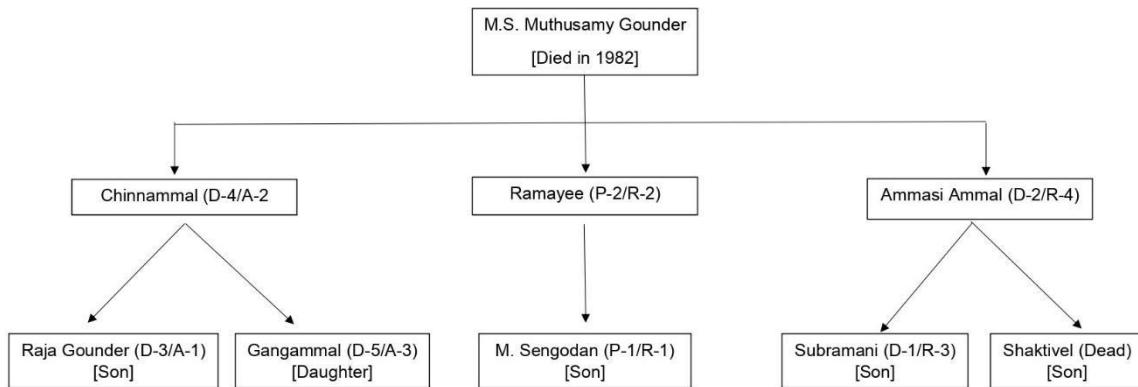 M.S. Muthusamy Gounder
[Died in 1982]
Chinnammal (D-4/A-2
Ramayee (P-2/R-2)
Ammasi Ammal (D-2/R-4)
Raja Gounder (D-3/A-1)
[Son]
Gangammal (D-5/A-3)
[Daughter]
M. Sengodan (P-1/R-1)
[Son]
Subramani (D-1/R-3)
[Son]
Shaktivel (Dead)
[Son]